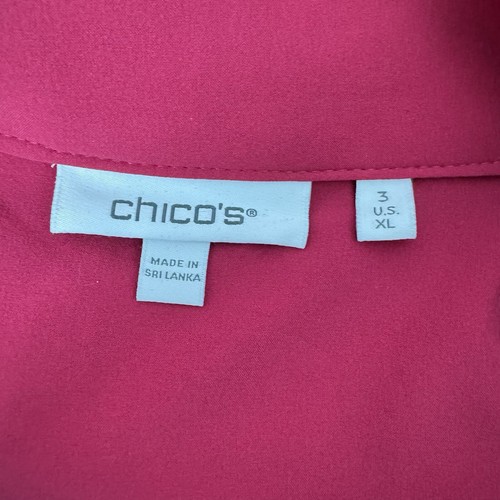 chico's®
MADE IN
SRI LANKA
3
U.S.
XL